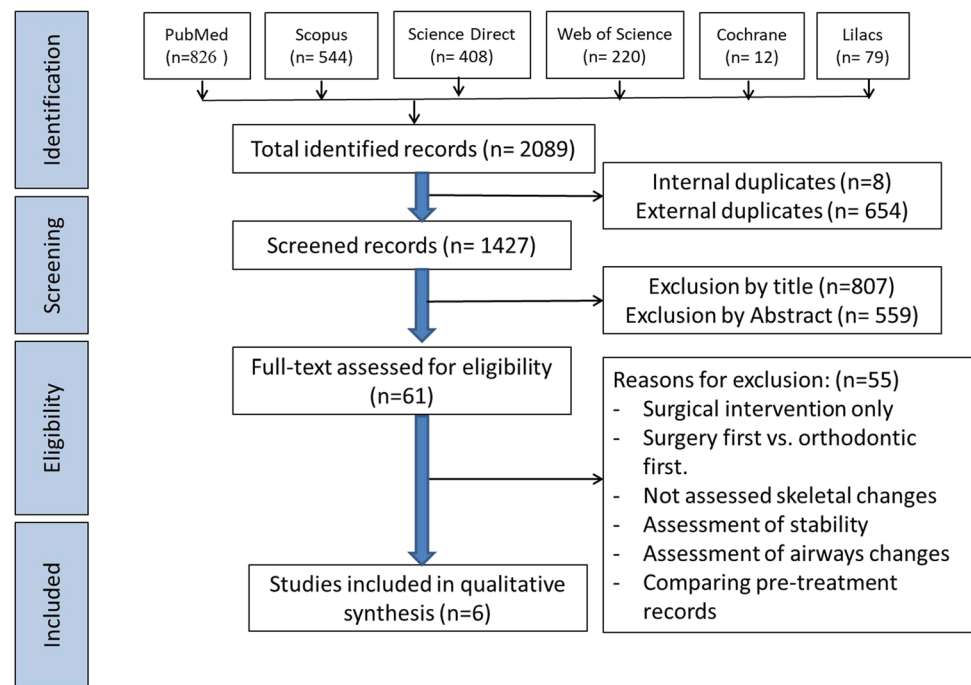 Identification
PubMed
(n=826 )
Scopus
(n= 544)
Science Direct
(n= 408)
Web of Science
(n= 220)
Cochrane
(n= 12)
Lilacs
(n= 79)
Total identified records (n= 2089)
Internal duplicates (n=8)
External duplicates (n= 654)
Screening
Screened records (n= 1427)
Exclusion by title (n=807)
Exclusion by Abstract (n= 559)
Eligibility
Full-text assessed for eligibility
(n=61)
Reasons for exclusion: (n=55)
- Surgical intervention only
- Surgery first vs. orthodontic
first.
- Not assessed skeletal changes
- Assessment of stability
- Assessment of airways changes
- Comparing pre-treatment
records
Included
Studies included in qualitative
synthesis (n=6)